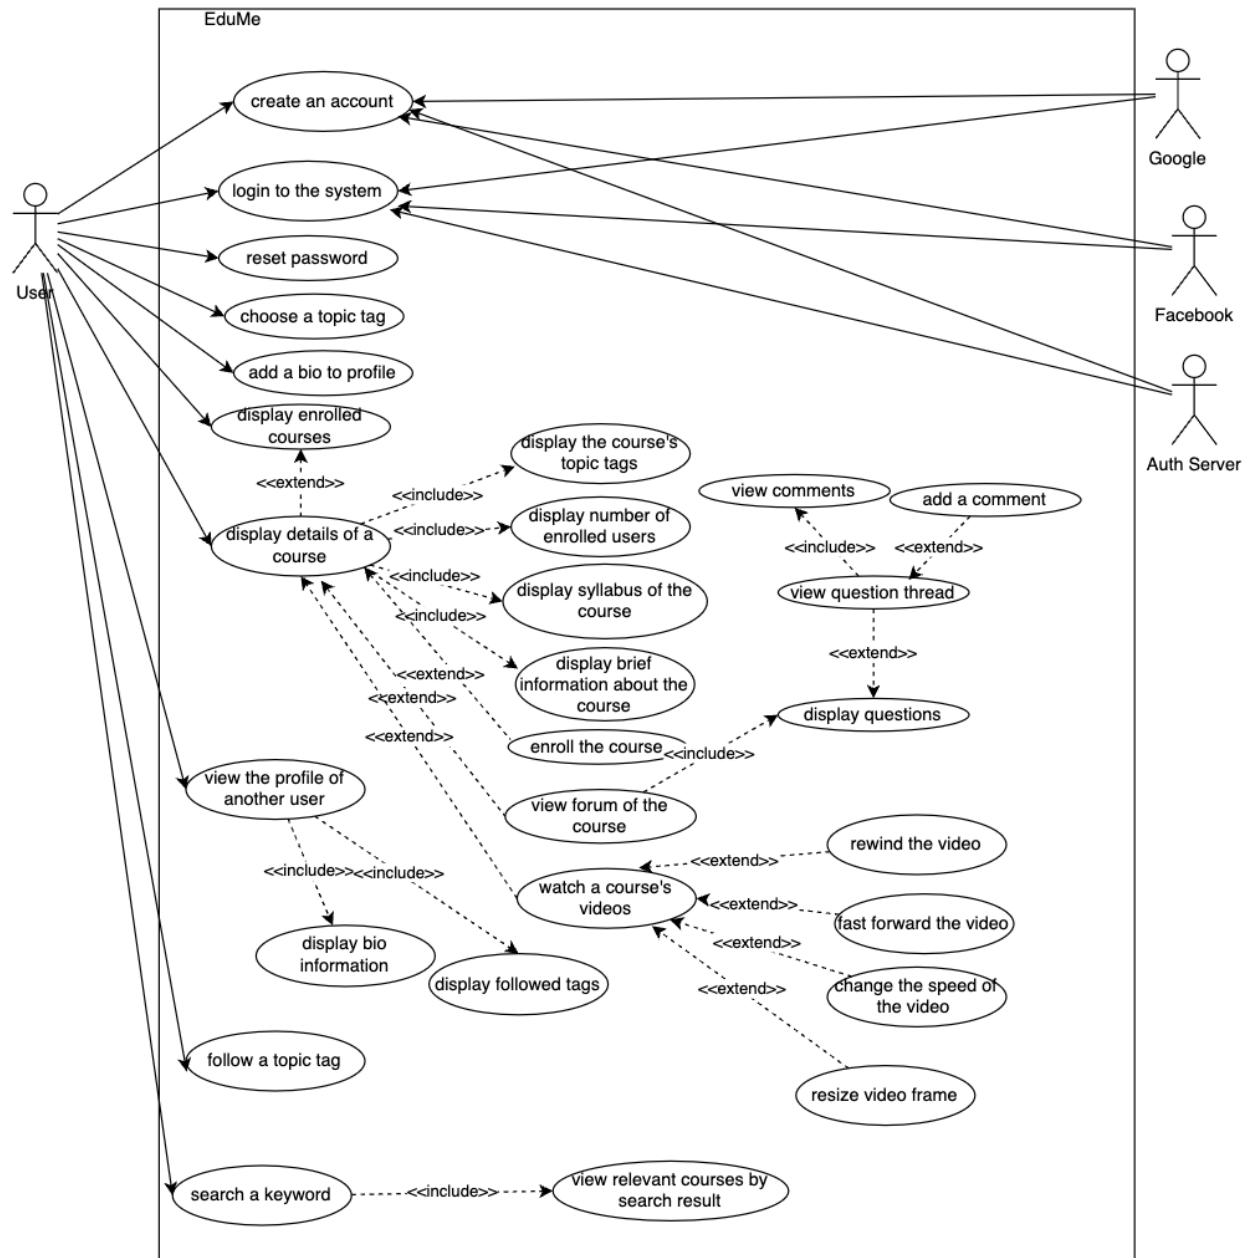 EduMe
create an account
Google
login to the system
User
reset password
Facebook
choose a topic tag
add a bio to profile
display enrolled
courses
Auth Server
<<extend>>
display the course's
topic tags
<<include>>
display details of a
course
<<include>>
display number of
enrolled users
<<include>>
display syllabus of the
course
<<include>>
display brief
information about the
course
<<extend>>
<<extend>>
<<extend>>
enroll the course
<<include>>
view comments
add a comment
<<include>>
<<extend>>
view question thread
<<extend>>
display questions
view the profile of
another user
view forum of the
course
<<include>>
<<include>>
display bio
information
display followed tags
watch a course's
videos
<<extend>>
rewind the video
<<extend>>
fast forward the video
<<extend>>
change the speed of
the video
<<extend>>
resize video frame
follow a topic tag
search a keyword
<<include>>
view relevant courses by
search result